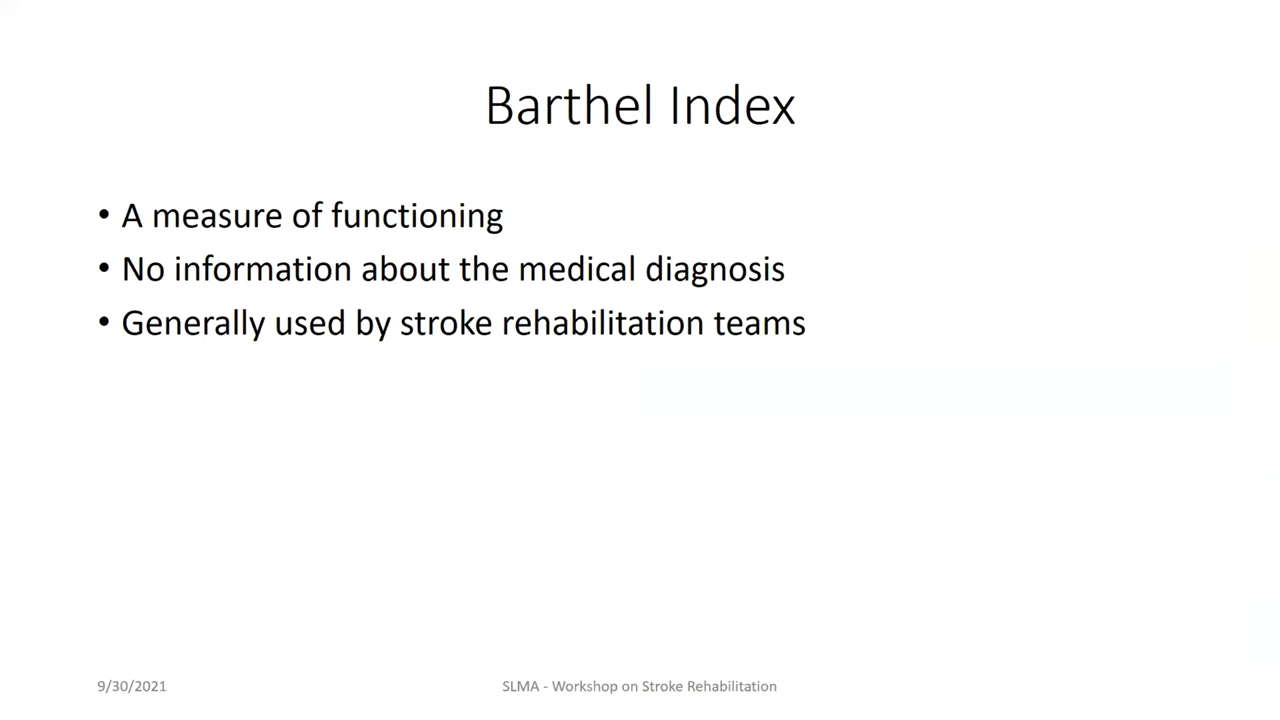 Barthel Index
• A measure of functioning
• No information about the medical diagnosis
• Generally used by stroke rehabilitation teams
9/30/2021
SLMA - Workshop on Stroke Rehabilitation